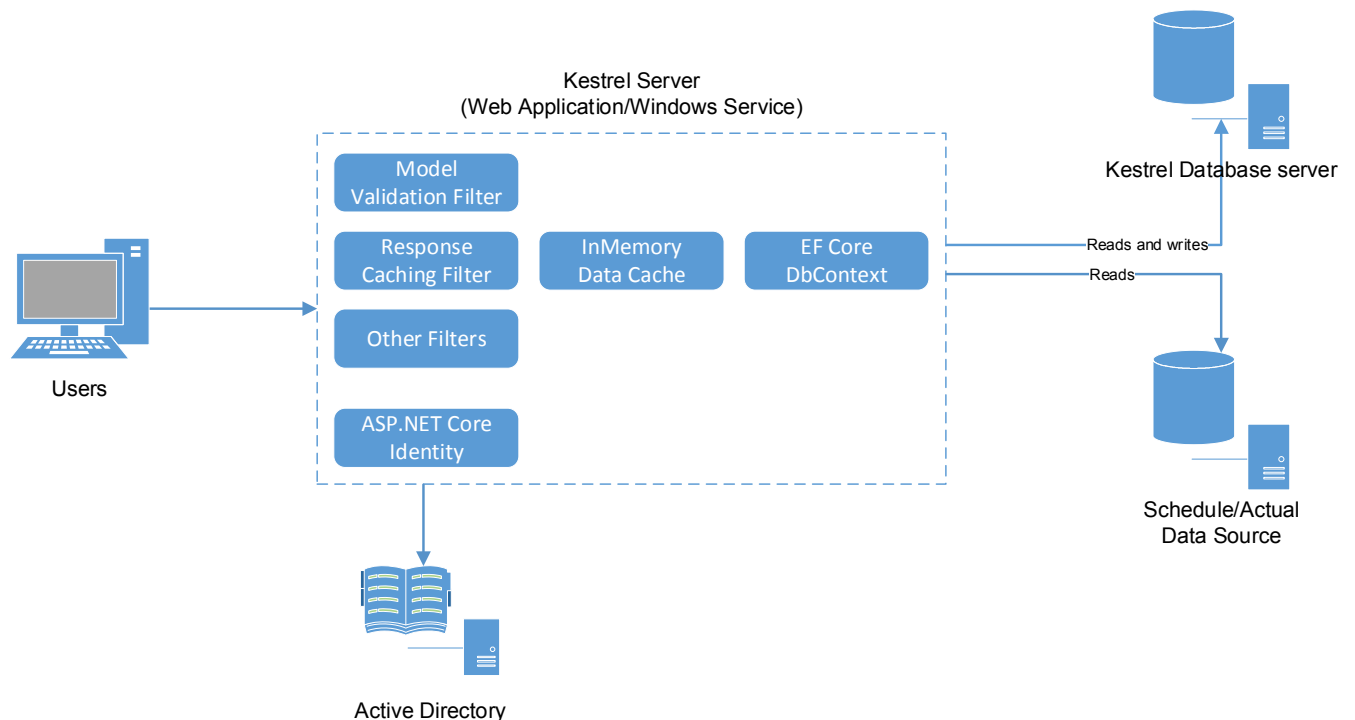 Kestrel Server
(Web Application/Windows Service)
Model
Validation Filter
Response
Caching Filter
InMemory
Data Cache
EF Core
DbContext
Other Filters
ASP.NET Core
Identity
Users
Reads and writes
Reads
Kestrel Database server
Schedule/Actual
Data Source
Active Directory